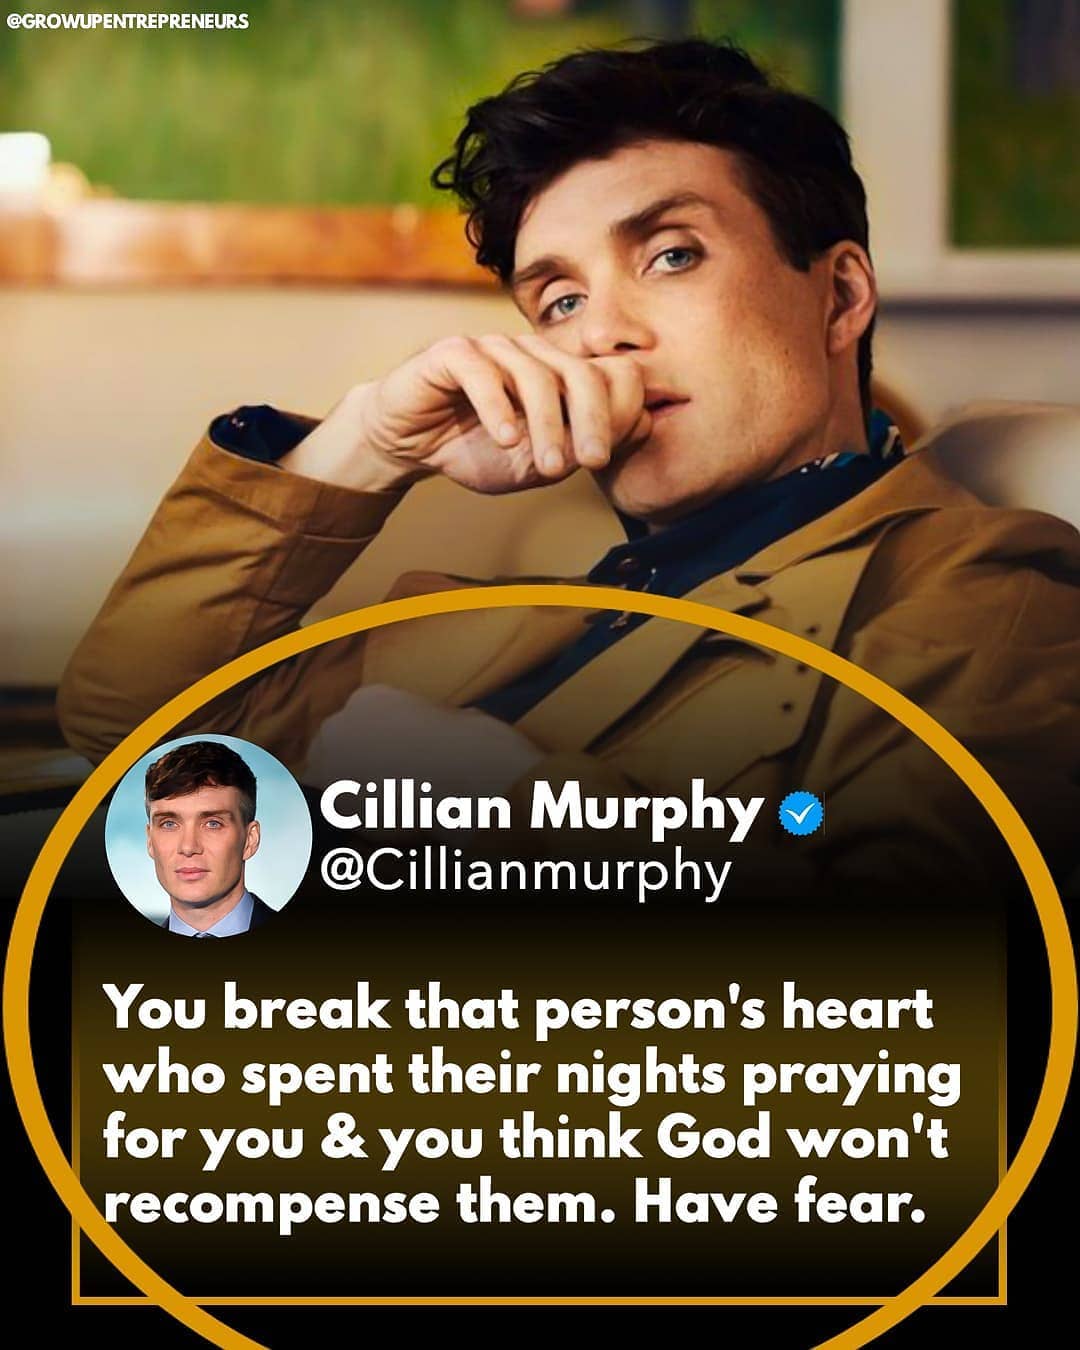 @GROWUPENTREPRENEURS
Cillian Murphy
@Cillianmurphy
You break that person's heart
who spent their nights praying
for you & you think God won't
recompense them. Have fear.